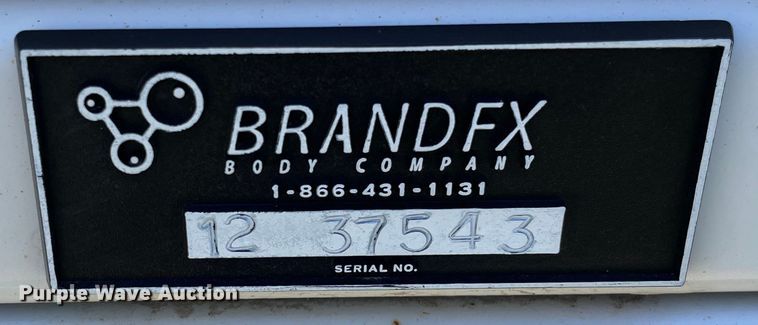 BRANDFX
BODY COMPANY
1-866-431-1131
12 37543
SERIAL NO.
Purple Wave Auction